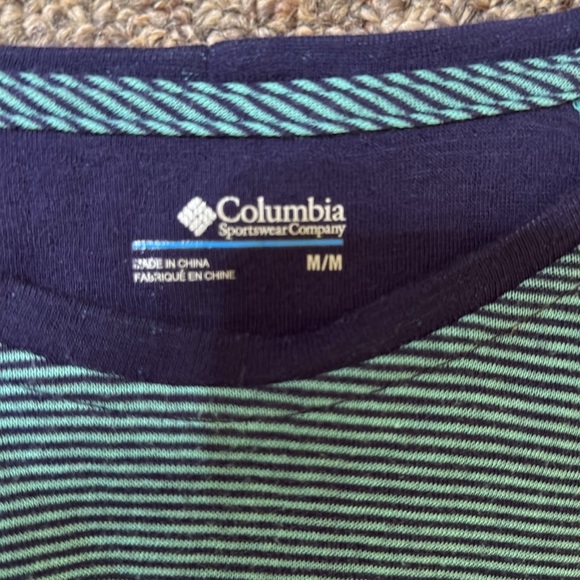 Columbia
Sportswear Company
MADE IN CHINA
FABRIQUÉ EN CHINE
M/M